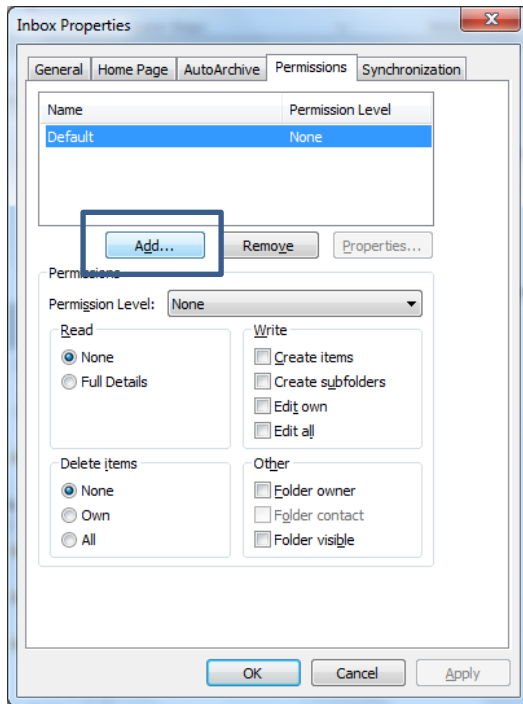 Inbox Properties
General Home Page AutoArchive Permissions Synchronization
Name Permission Level
Default None
Add... Remove Properties...
Permissions
Permission Level: None
Read
None
Full Details
Write
Create items
Create subfolders
Edit own
Edit all
Delete items
None
Own
All
Other
Folder owner
Folder contact
Folder visible
OK Cancel Apply